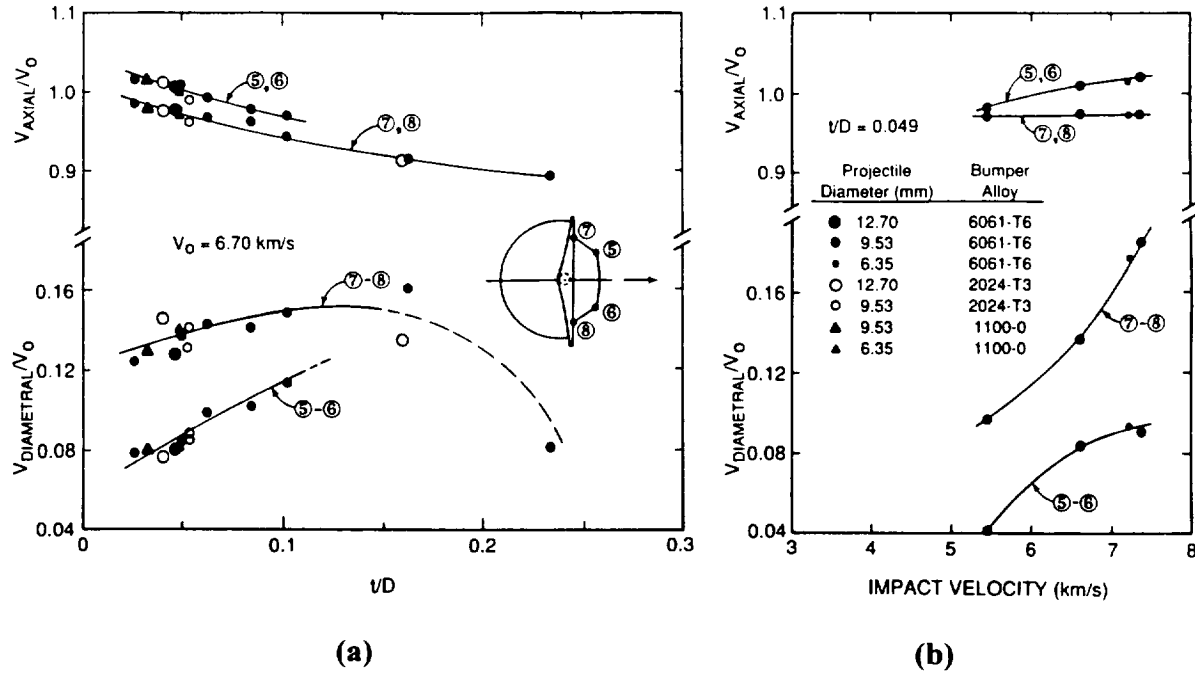 1.1
1.0
0.9
V_AXIAL/V_O
⑤,⑥
⑦,⑧
V_O = 6.70 km/s
⑦
⑤
⑥
⑧
0.16
0.12
0.08
0.04
V_DIAMETRAL/V_O
⑦-⑧
⑤-⑥
0
0.1
0.2
0.3
t/D
(a)
1.1
1.0
0.9
V_AXIAL/V_O
⑤,⑥
⑦,⑧
t/D = 0.049
Projectile Bumper
Diameter (mm) Alloy
12.70 6061-T6
9.53 6061-T6
6.35 6061-T6
12.70 2024-T3
9.53 2024-T3
9.53 1100-0
6.35 1100-0
0.16
0.12
0.08
0.04
V_DIAMETRAL/V_O
⑦-⑧
⑤-⑥
3
4
5
6
7
8
IMPACT VELOCITY (km/s)
(b)